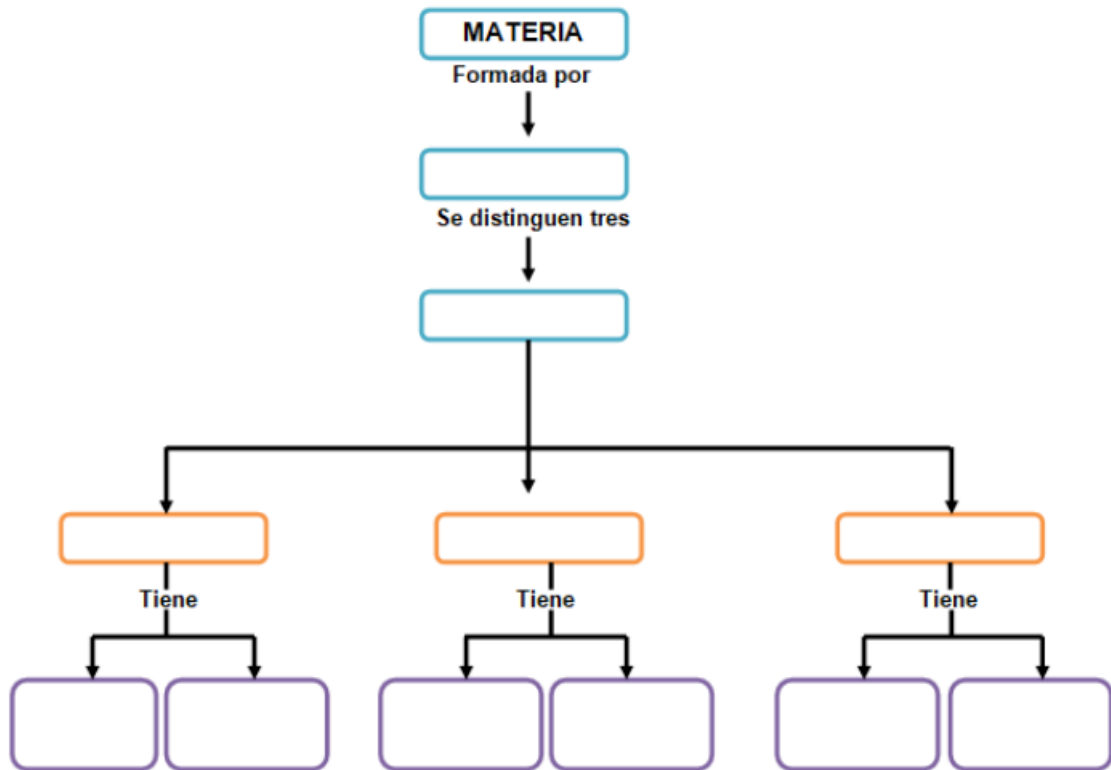 MATERIA
Formada por
Se distinguen tres
Tiene
Tiene
Tiene